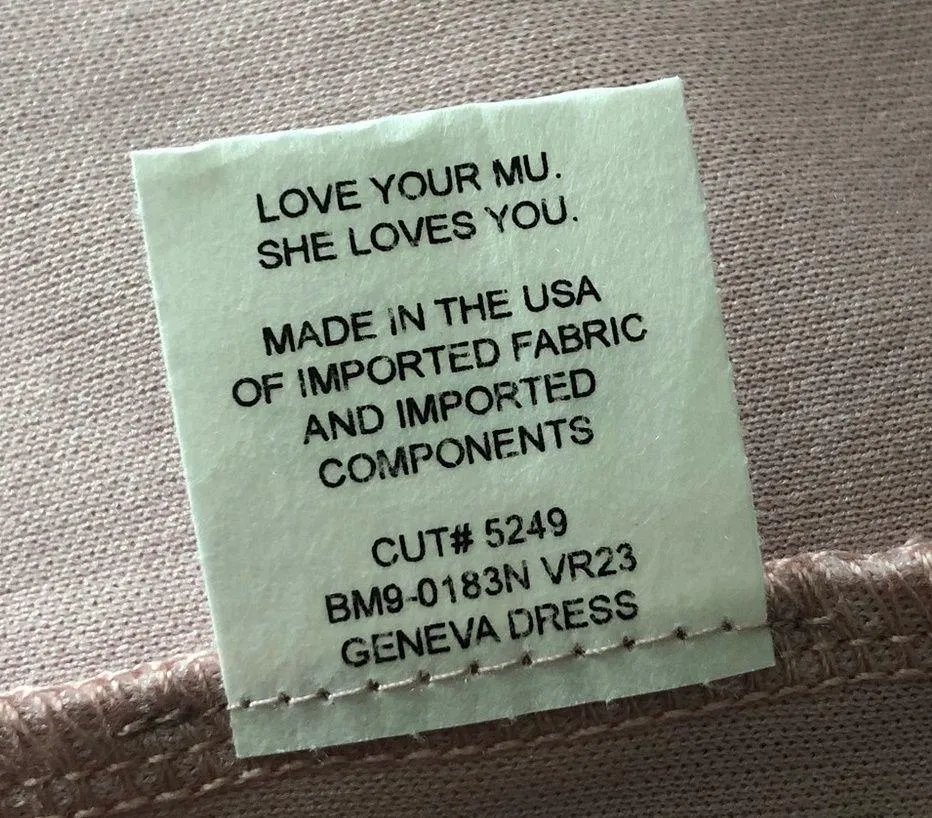 LOVE YOUR MU.
SHE LOVES YOU.
MADE IN THE USA
OF IMPORTED FABRIC
AND IMPORTED
COMPONENTS
CUT# 5249
BM9-0183N VR23
GENEVA DRESS